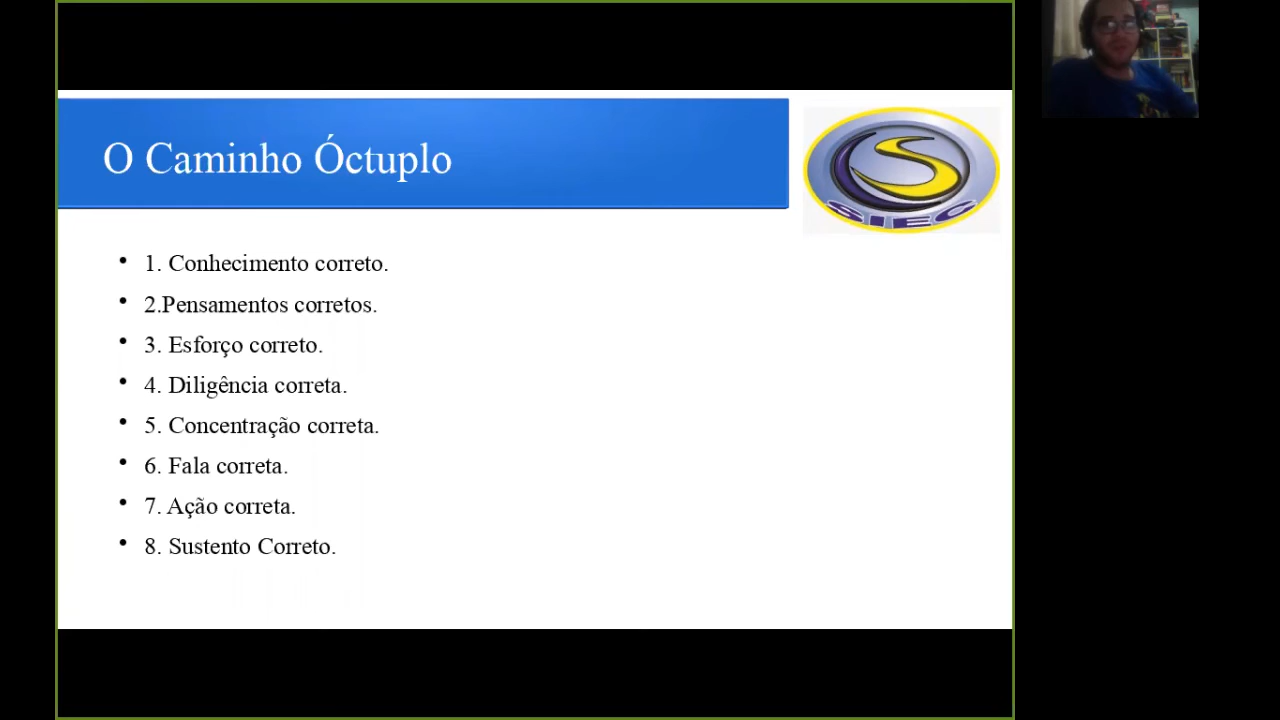 O Caminho Óctuplo
SIEC
• 1. Conhecimento correto.
• 2.Pensamentos corretos.
• 3. Esforço correto.
• 4. Diligência correta.
• 5. Concentração correta.
• 6. Fala correta.
• 7. Ação correta.
• 8. Sustento Correto.